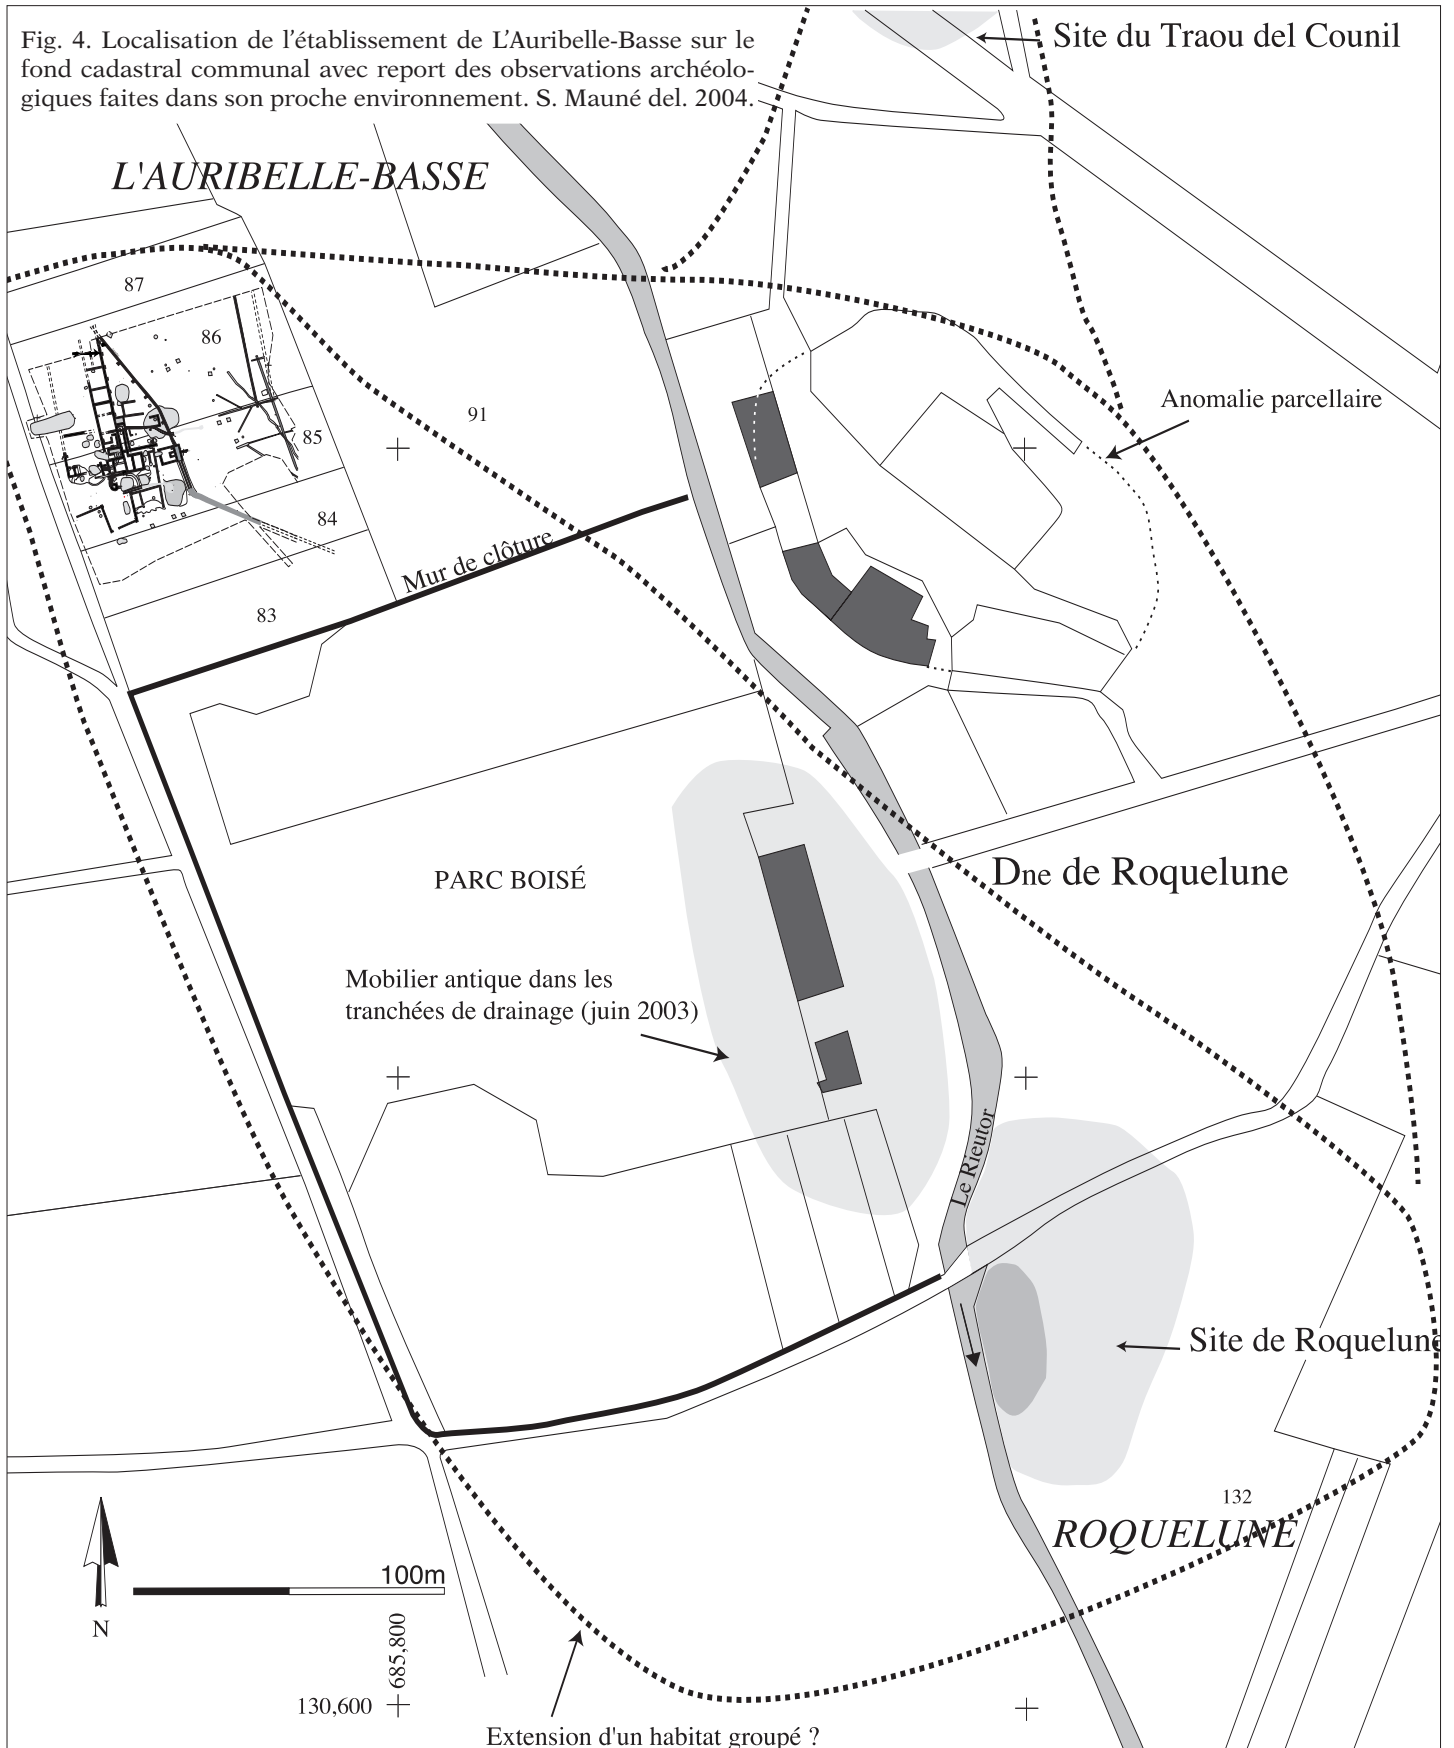 Fig. 4. Localisation de l'établissement de L'Auribelle-Basse sur le
fond cadastral communal avec report des observations archéolo-
giques faites dans son proche environnement. S. Mauné del. 2004.
Site du Traou del Counil
L'AURIBELLE-BASSE
87
86
91
Anomalie parcellaire
85
84
Mur de clôture
83
PARC BOISÉ
Dne de Roquelune
Mobilier antique dans les
tranchées de drainage (juin 2003)
Le Rieutor
Site de Roquelune
132
ROQUELUNE
100m
N
685,800
130,600
Extension d'un habitat groupé ?